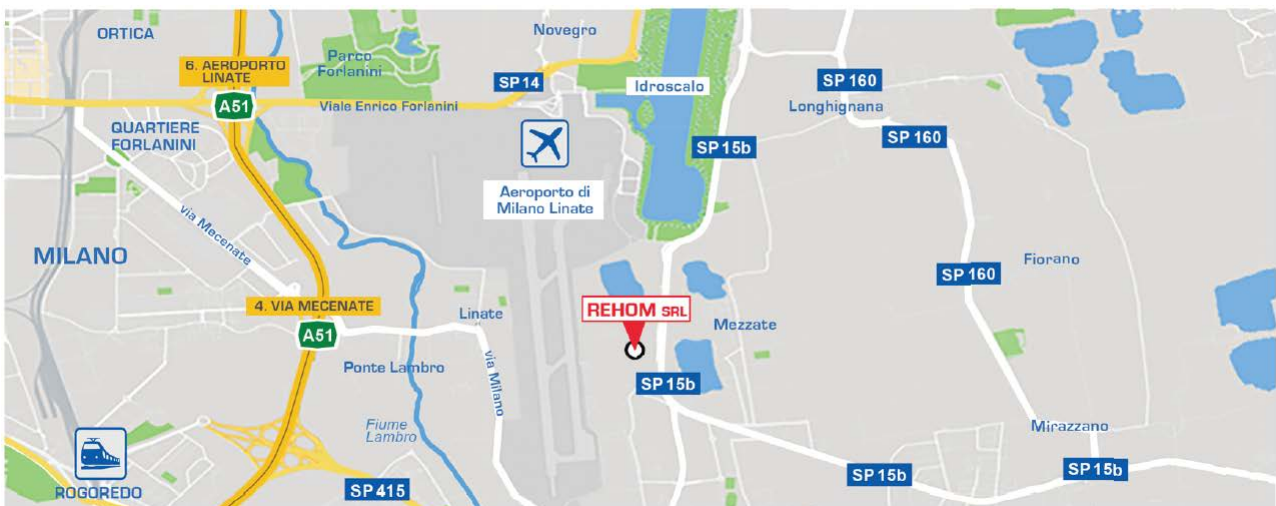 ORTICA
Novegro
6. AEROPORTO
LINATE
Parco
Forlanini
SP 14
Idroscalo
SP 160
A51
Viale Enrico Forlanini
Longhignana
QUARTIERE
FORLANINI
SP 160
SP 15b
Aeroporto di
Milano Linate
via Mecenate
MILANO
Fiorano
SP 160
4. VIA MECENATE
Linate
REHOM SRL
Mezzate
A51
Ponte Lambro
via Milano
SP 15b
Fiume
Lambro
Mirazzano
SP 15b
SP 15b
ROGOREDO
SP 415